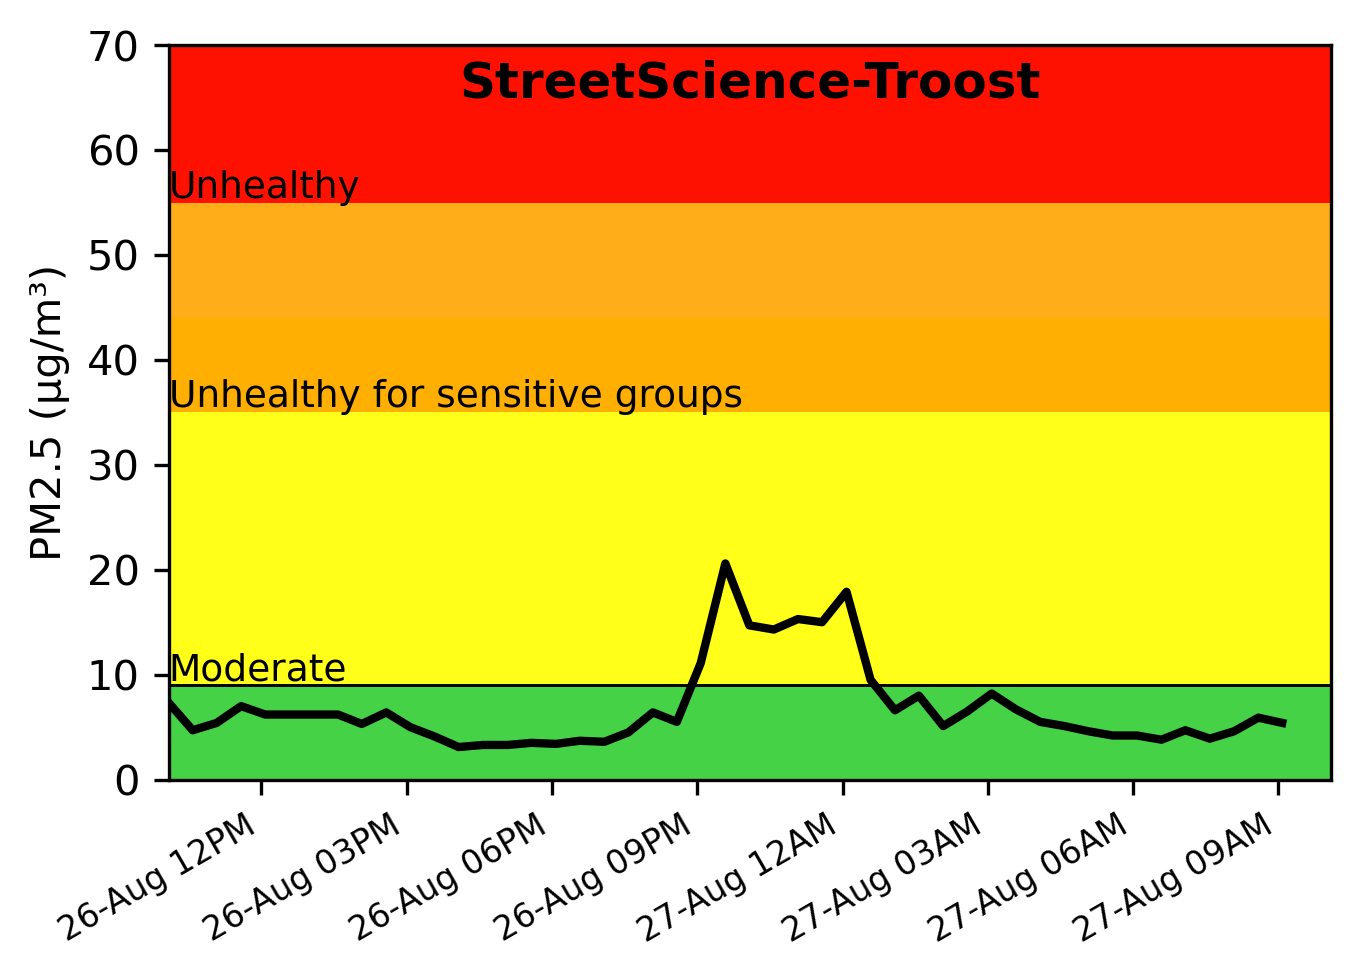 StreetScience-Troost
PM2.5 (µg/m³)
70
60
50
40
30
20
10
0
Unhealthy
Unhealthy for sensitive groups
Moderate
26-Aug 12PM
26-Aug 03PM
26-Aug 06PM
26-Aug 09PM
27-Aug 12AM
27-Aug 03AM
27-Aug 06AM
27-Aug 09AM